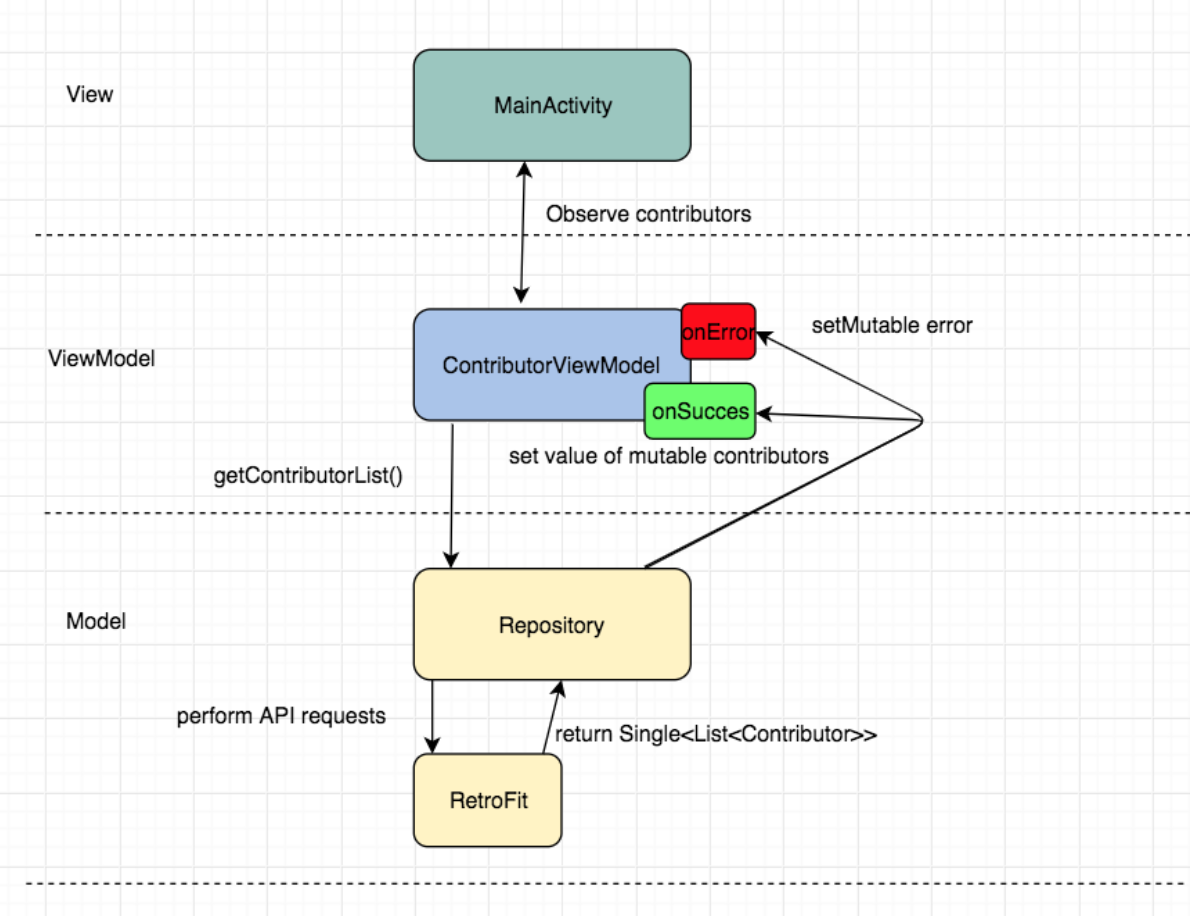 View
MainActivity
Observe contributors
ViewModel
ContributorViewModel
onError
setMutable error
onSucces
set value of mutable contributors
getContributorList()
Model
Repository
perform API requests
return Single<List<Contributor>>
RetroFit